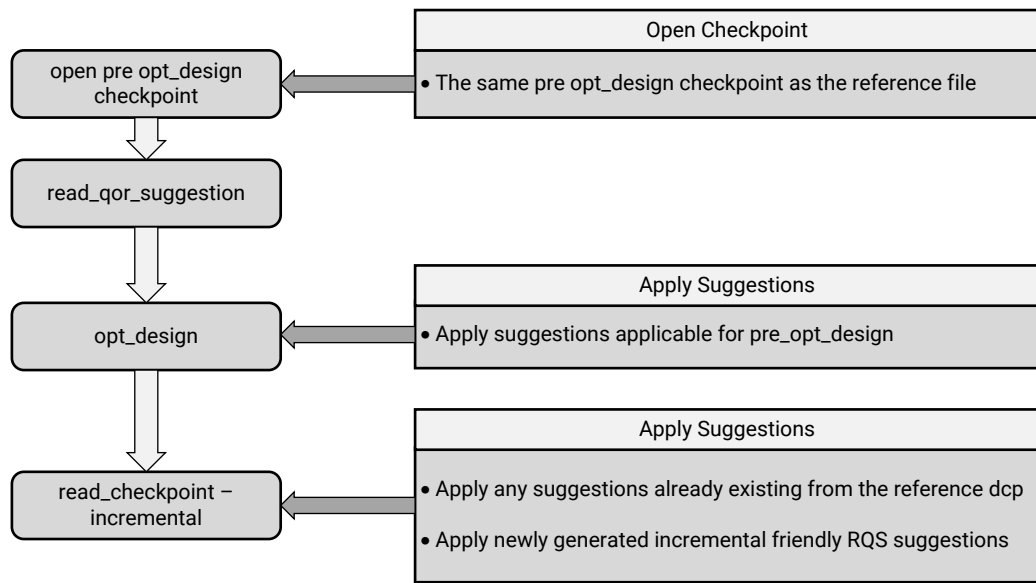 Open Checkpoint
open pre opt_design
checkpoint
• The same pre opt_design checkpoint as the reference file
read_qor_suggestion
Apply Suggestions
opt_design
• Apply suggestions applicable for pre_opt_design
Apply Suggestions
read_checkpoint –
incremental
• Apply any suggestions already existing from the reference dcp
• Apply newly generated incremental friendly RQS suggestions